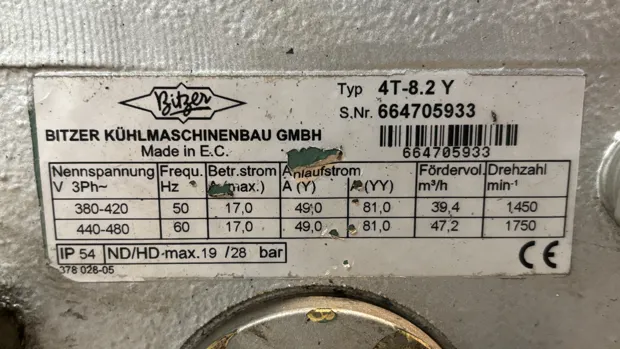 Bitzer
Typ 4T-8.2 Y
S.Nr. 664705933
BITZER KÜHLMASCHINENBAU GMBH
Made in E.C.
664705933
Nennspannung Frequ. Betr.strom Anlaufstrom Fördervol. Drehzahl
V 3Ph~ Hz (max.) A (Y) (YY) m³/h min-¹
380-420 50 17,0 49,0 81,0 39,4 1450
440-480 60 17,0 49,0 81,0 47,2 1750
IP 54 ND/HD-max. 19 / 28 bar CE
378 028-05